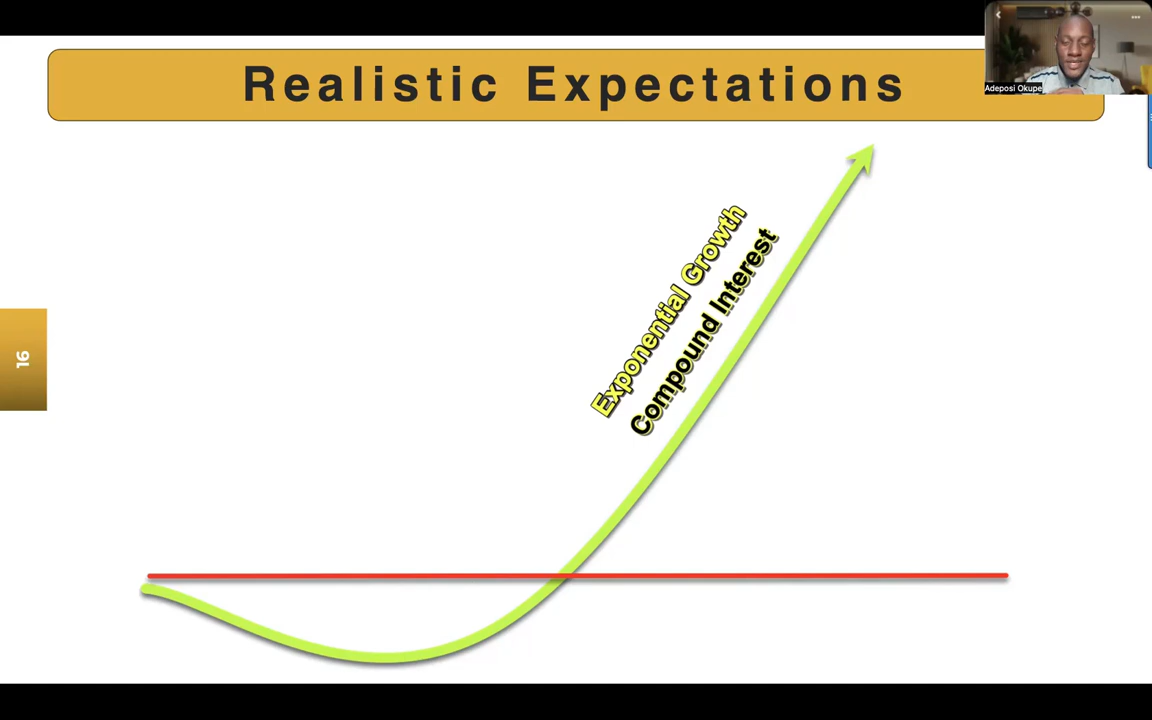 Realistic Expectations
Adeposi Okupe
Exponential Growth
Compound Interest
16